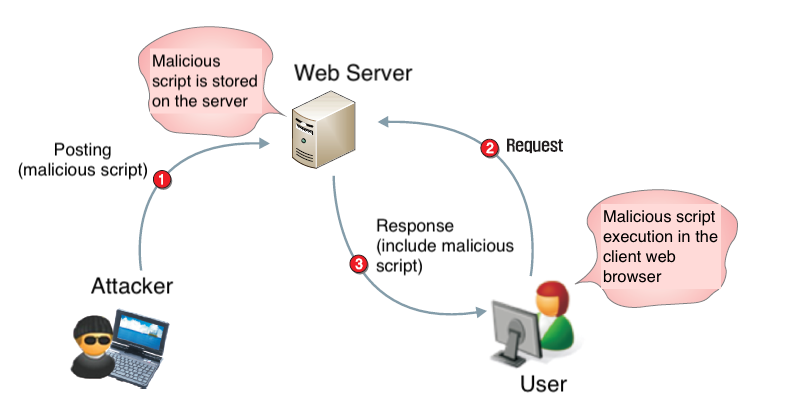 Malicious
script is stored
on the server
Web Server
Posting
(malicious script)
1
2
Request
Response
(include malicious
script)
3
Malicious script
execution in the
client web
browser
Attacker
User